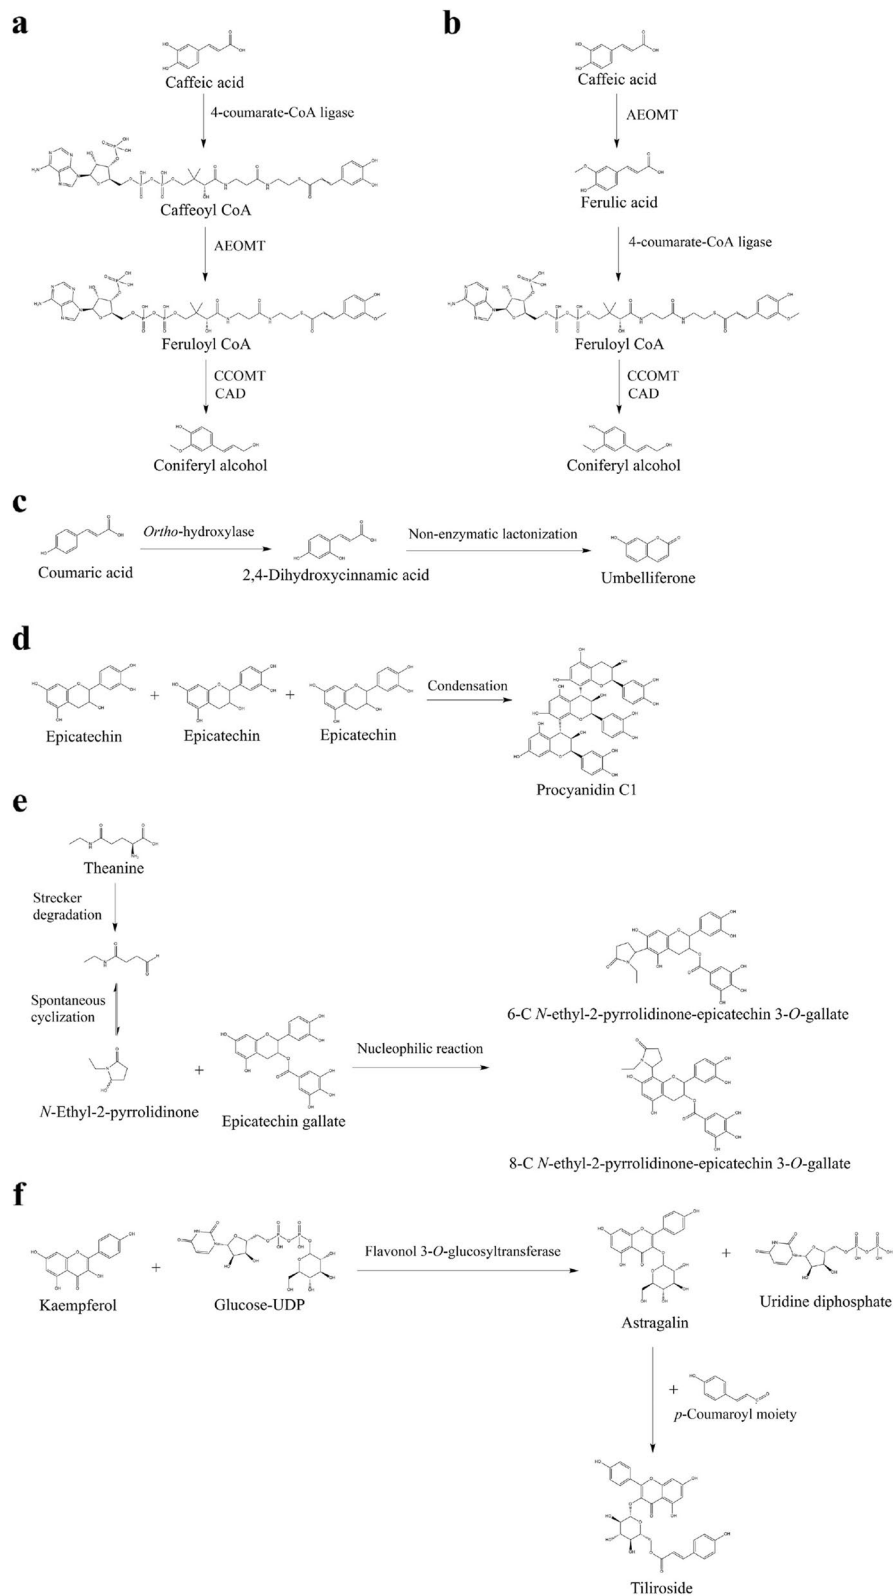 a
b
Caffeic acid
Caffeic acid
4-coumarate-CoA ligase
AEOMT
Caffeoyl CoA
Ferulic acid
AEOMT
4-coumarate-CoA ligase
Feruloyl CoA
Feruloyl CoA
CCOMT
CAD
CCOMT
CAD
Coniferyl alcohol
Coniferyl alcohol
c
Ortho-hydroxylase
Non-enzymatic lactonization
Coumaric acid
2,4-Dihydroxycinnamic acid
Umbelliferone
d
+
+
Condensation
Epicatechin
Epicatechin
Epicatechin
Procyanidin C1
e
Theanine
Strecker
degradation
Spontaneous
cyclization
6-C N-ethyl-2-pyrrolidinone-epicatechin 3-O-gallate
+
Nucleophilic reaction
N-Ethyl-2-pyrrolidinone
Epicatechin gallate
8-C N-ethyl-2-pyrrolidinone-epicatechin 3-O-gallate
f
+
Flavonol 3-O-glucosyltransferase
+
Kaempferol
Glucose-UDP
Astragalin
Uridine diphosphate
+
p-Coumaroyl moiety
Tiliroside